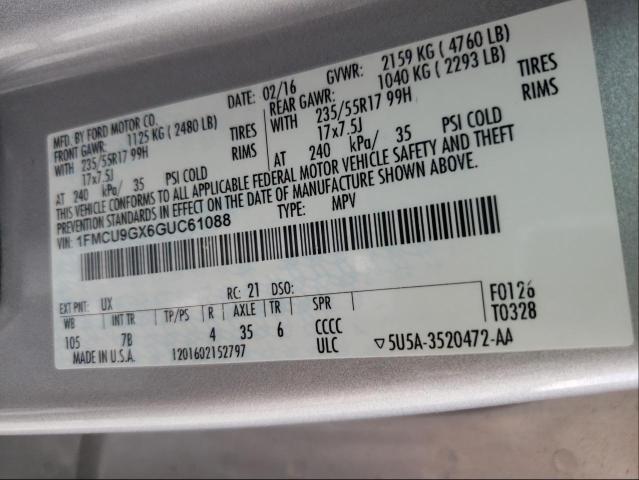 MFD. BY FORD MOTOR CO.
DATE: 02/16 GVWR: 2159 KG ( 4760 LB)
FRONT GAWR: 1125 KG ( 2480 LB) REAR GAWR: 1040 KG ( 2293 LB)
WITH 235/55R17 99H TIRES WITH 235/55R17 99H TIRES
17x7.5J RIMS 17x7.5J RIMS
AT 240 kPa/ 35 PSI COLD AT 240 kPa/ 35 PSI COLD
THIS VEHICLE CONFORMS TO ALL APPLICABLE FEDERAL MOTOR VEHICLE SAFETY AND THEFT
PREVENTION STANDARDS IN EFFECT ON THE DATE OF MANUFACTURE SHOWN ABOVE.
VIN: 1FMCU9GX6GUC61088 TYPE: MPV
EXT PNT: UX RC: 21 DSO: F0126
WB INT TR TP/PS R AXLE TR SPR T0328
105 7B 4 35 6 CCCC
MADE IN U.S.A. 1201602152797 ULC ▽5U5A-3520472-AA